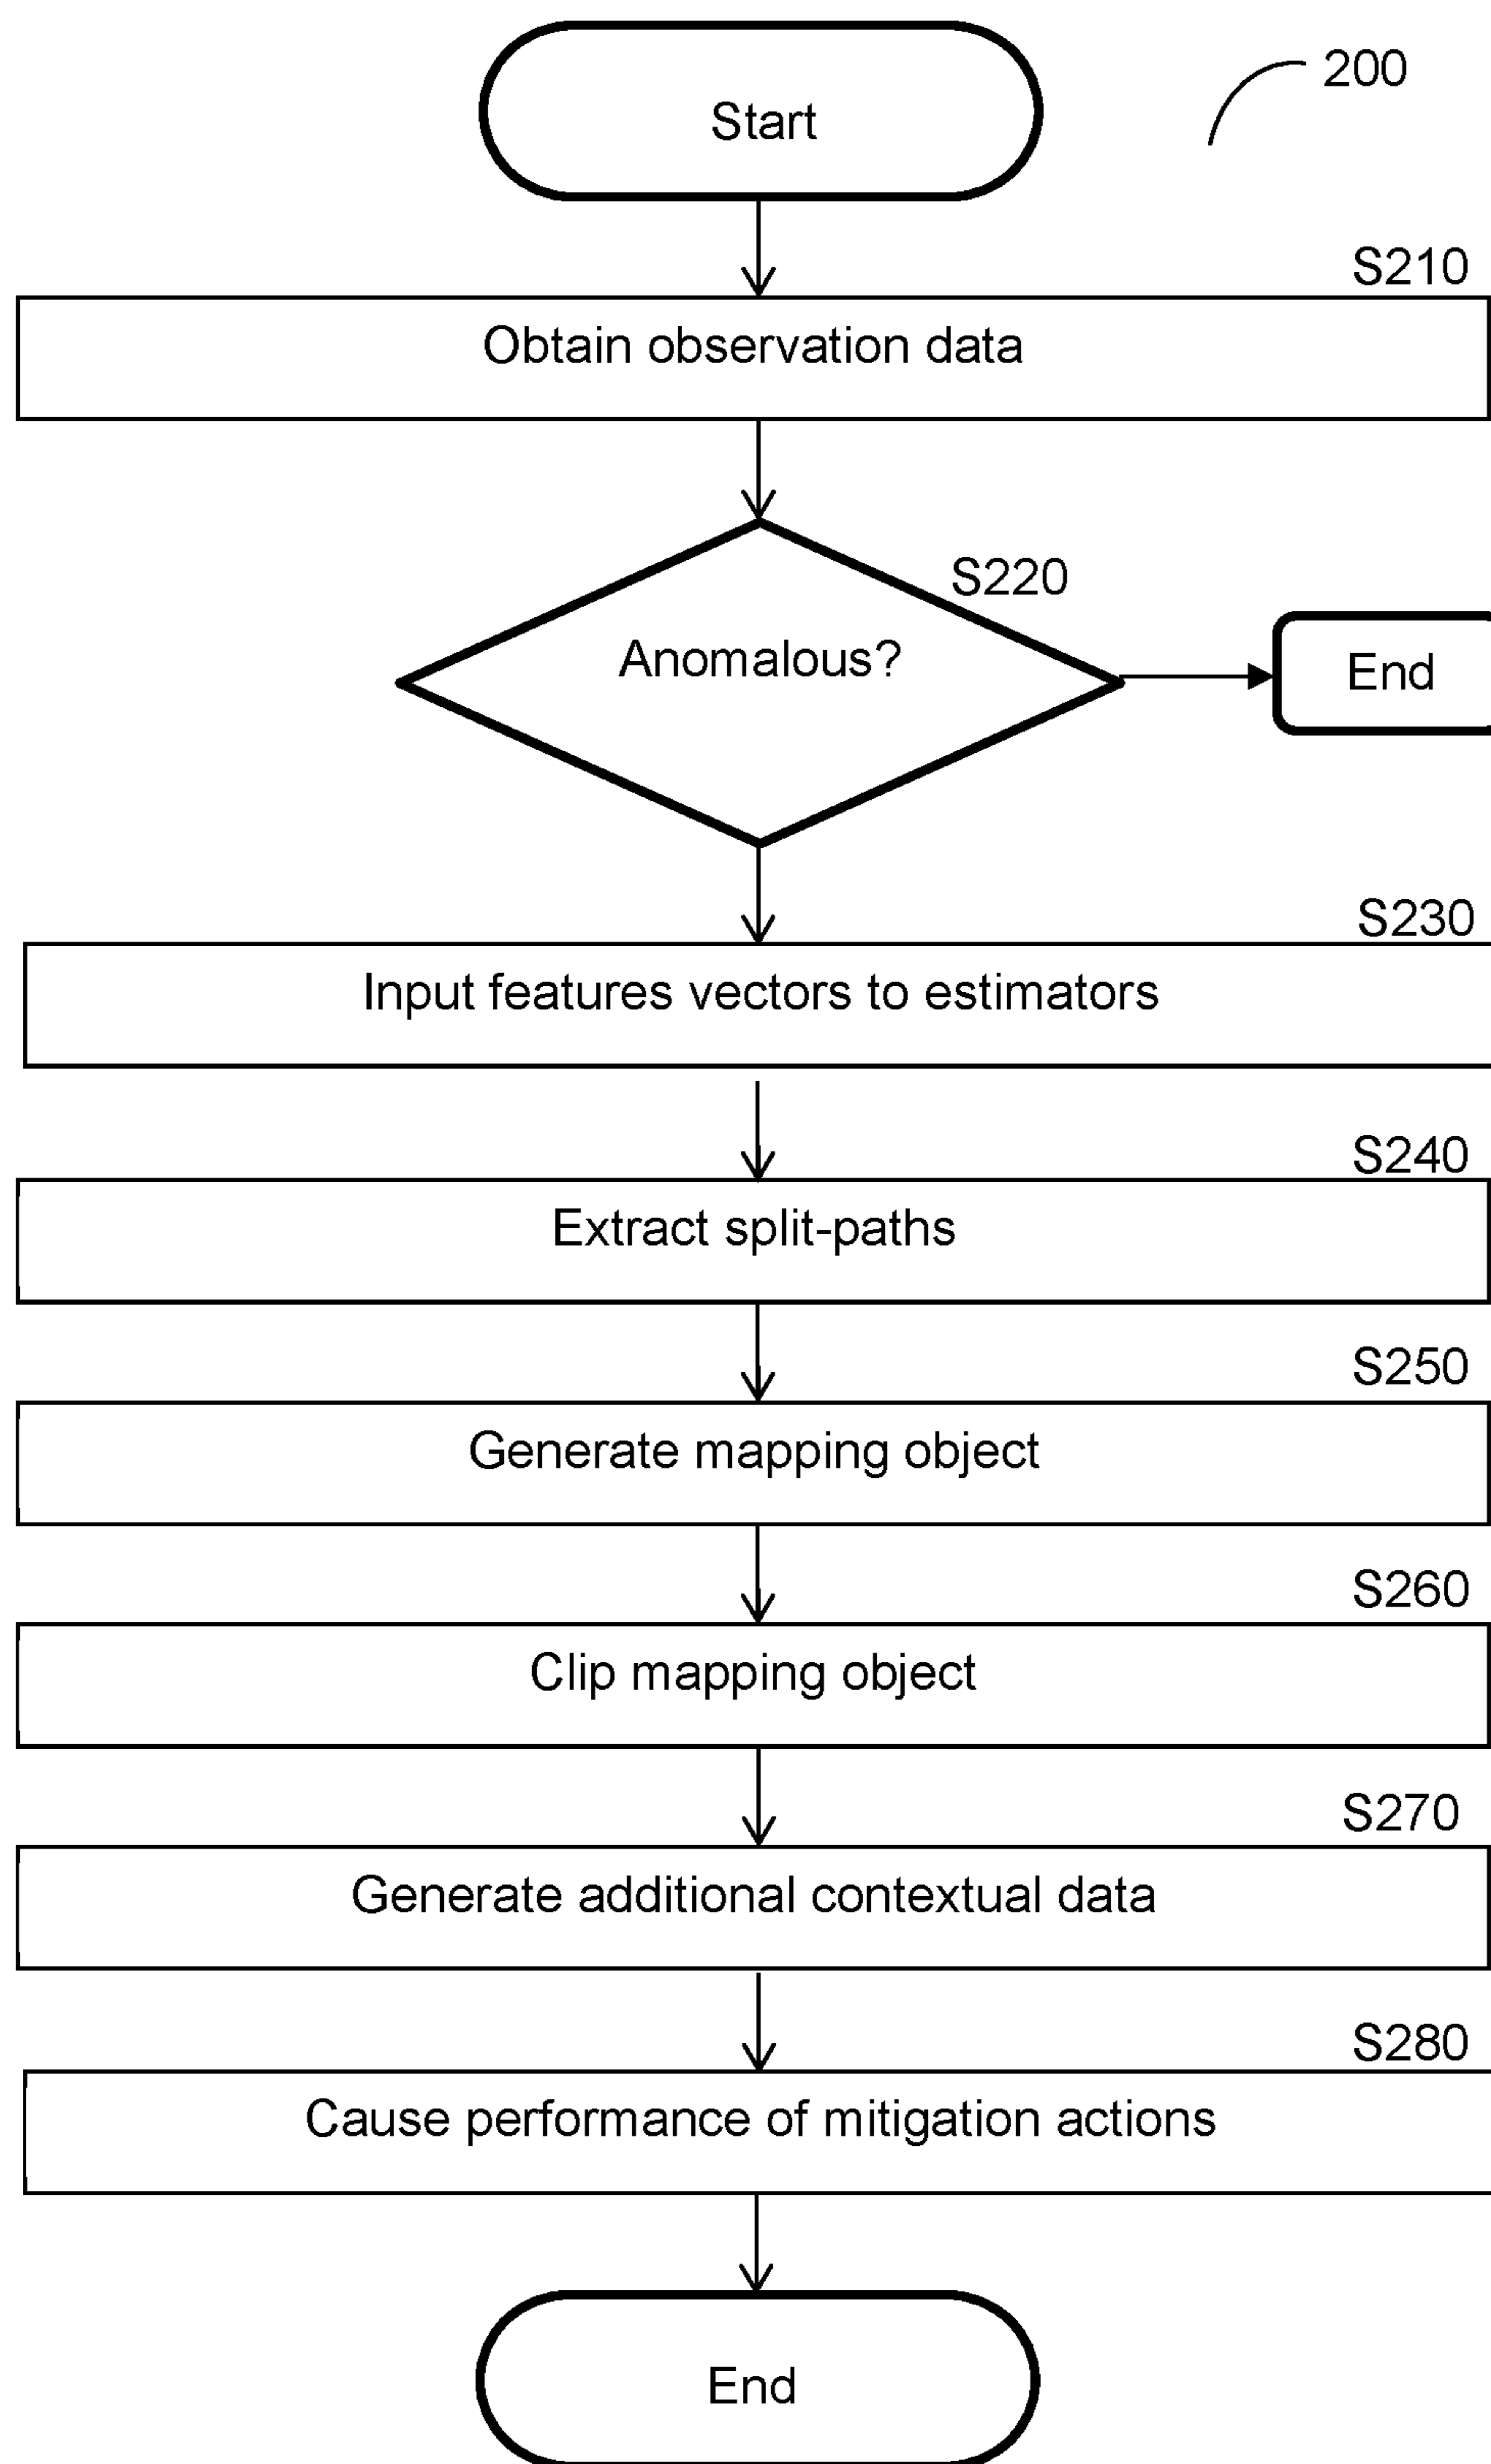 200
Start
S210
Obtain observation data
S220
Anomalous?
End
S230
Input features vectors to estimators
S240
Extract split-paths
S250
Generate mapping object
S260
Clip mapping object
S270
Generate additional contextual data
S280
Cause performance of mitigation actions
End